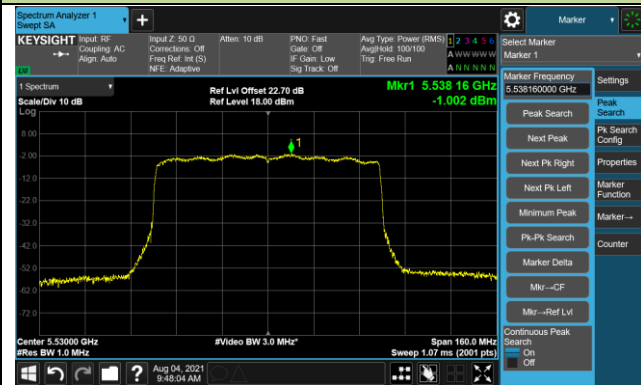 Spectrum Analyzer 1
Swept SA
Marker
KEYSIGHT
Input: RF
Coupling: AC
Align: Auto
Input Z: 50 Ω
Corrections: Off
Freq Ref: Int (S)
NFE: Adaptive
Atten: 10 dB
PNO: Fast
Gate: Off
IF Gain: Low
Sig Track: Off
Avg Type: Power (RMS)
Avg|Hold: 100/100
Trig: Free Run
1 2 3 4 5 6
A W W W W W
A N N N N N
Select Marker
Marker 1
LXI
1 Spectrum
Scale/Div 10 dB
Log
Ref Lvl Offset 22.70 dB
Ref Level 18.00 dBm
Mkr1 5.538 16 GHz
-1.002 dBm
1
8.00
-2.00
-12.0
-22.0
-32.0
-42.0
-52.0
-62.0
-72.0
Center 5.53000 GHz
#Res BW 1.0 MHz
#Video BW 3.0 MHz*
Span 160.0 MHz
Sweep 1.07 ms (2001 pts)
Marker Frequency
5.538160000 GHz
Peak Search
Next Peak
Next Pk Right
Next Pk Left
Minimum Peak
Pk-Pk Search
Marker Delta
Mkr→CF
Mkr→Ref Lvl
Continuous Peak
Search
On
Off
Settings
Peak
Search
Pk Search
Config
Properties
Marker
Function
Marker→
Counter
Aug 04, 2021
9:48:04 AM